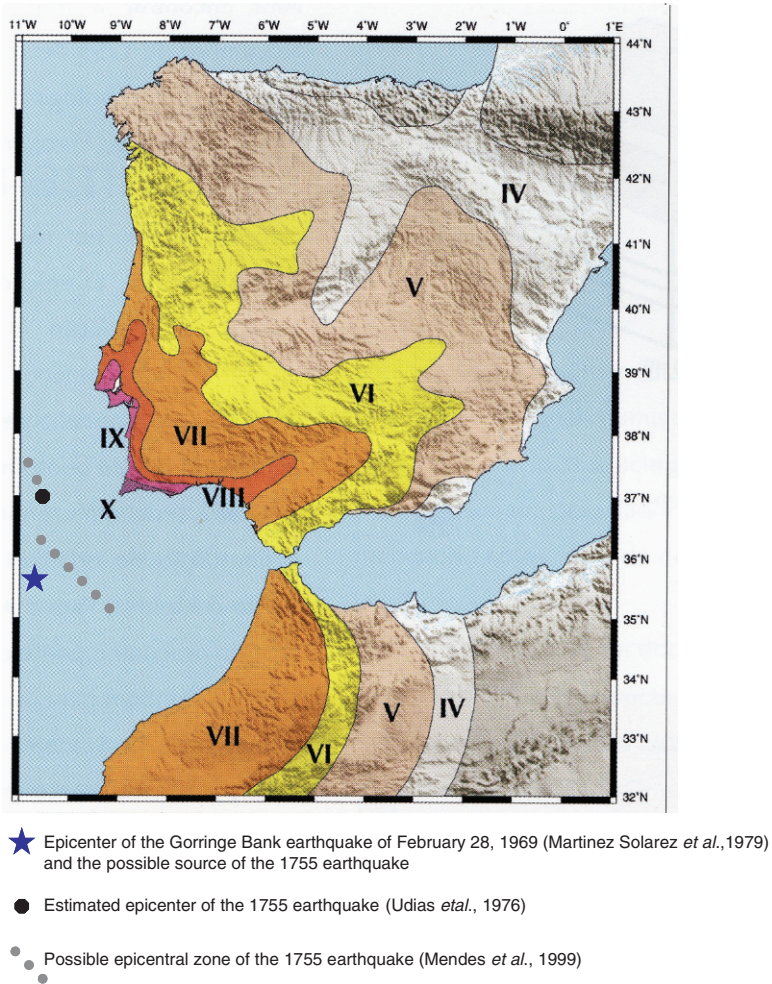 11°W 10°W 9°W 8°W 7°W 6°W 5°W 4°W 3°W 2°W 1°W 0° 1°E
44°N
43°N
42°N
IV
41°N
V
40°N
39°N
VI
IX VII
38°N
VIII
37°N
X
36°N
35°N
34°N
VII VI V IV
33°N
32°N
Epicenter of the Gorringe Bank earthquake of February 28, 1969 (Martinez Solarez et al.,1979)
and the possible source of the 1755 earthquake
Estimated epicenter of the 1755 earthquake (Udias etal., 1976)
Possible epicentral zone of the 1755 earthquake (Mendes et al., 1999)